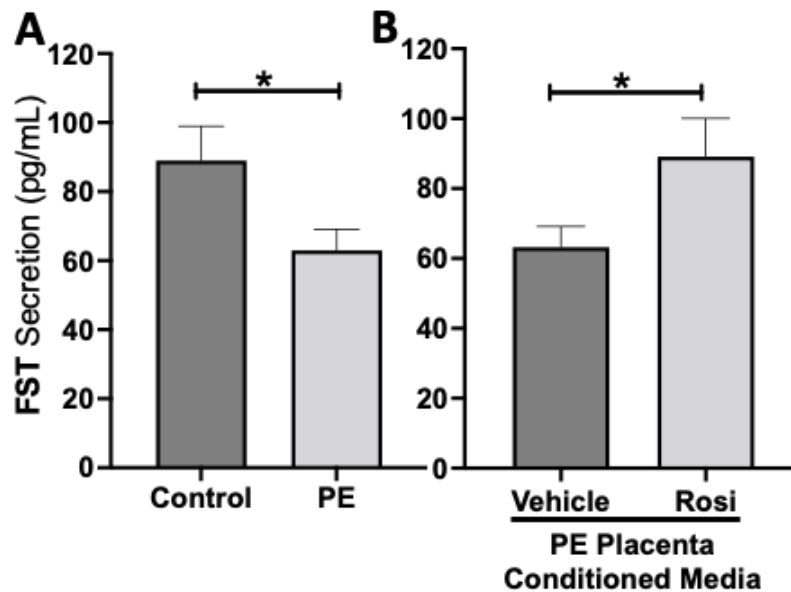 A
FST Secretion (pg/mL)
120
100
80
60
40
20
0
*
Control PE
B
120
100
80
60
40
20
0
*
Vehicle Rosi
PE Placenta
Conditioned Media